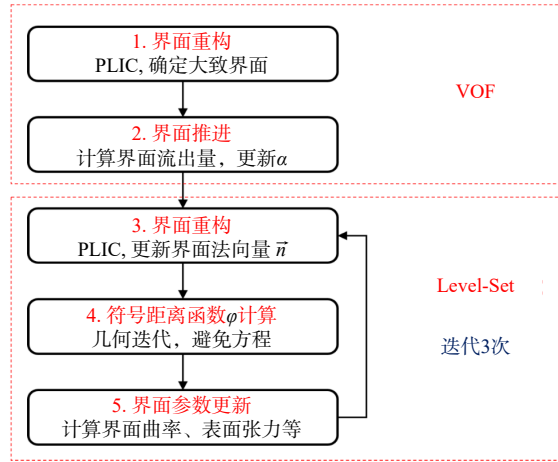 1. 界面重构
PLIC, 确定大致界面
VOF
2. 界面推进
计算界面流出量，更新α
3. 界面重构
PLIC, 更新界面法向量 n⃗
Level-Set
4. 符号距离函数φ计算
几何迭代，避免方程
迭代3次
5. 界面参数更新
计算界面曲率、表面张力等